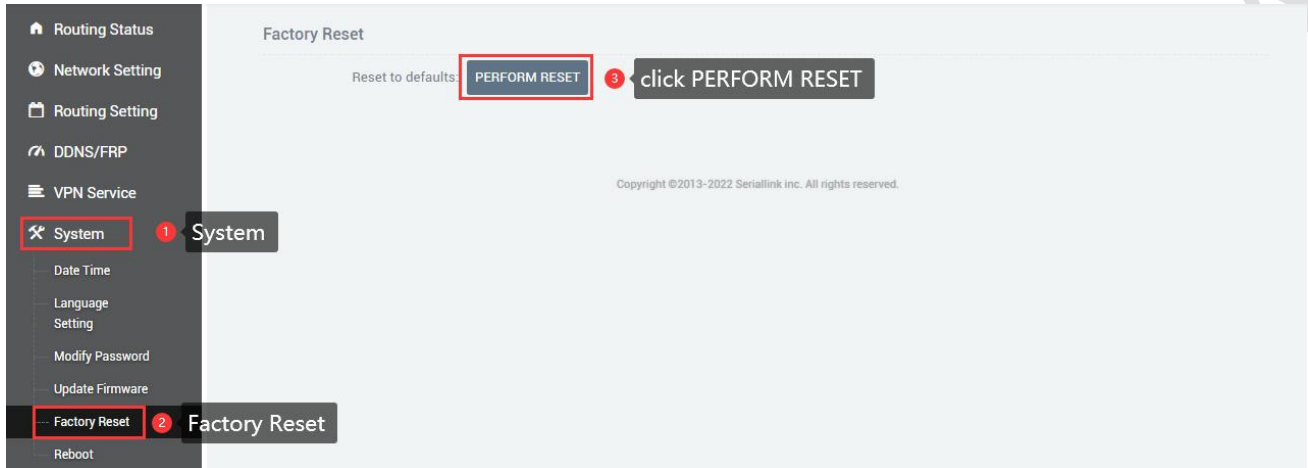 Routing Status
Network Setting
Routing Setting
DDNS/FRP
VPN Service
System
1 System
Date Time
Language
Setting
Modify Password
Update Firmware
Factory Reset
2 Factory Reset
Reboot
Factory Reset
Reset to defaults: PERFORM RESET
3 click PERFORM RESET
Copyright ©2013-2022 Seriallink inc. All rights reserved.